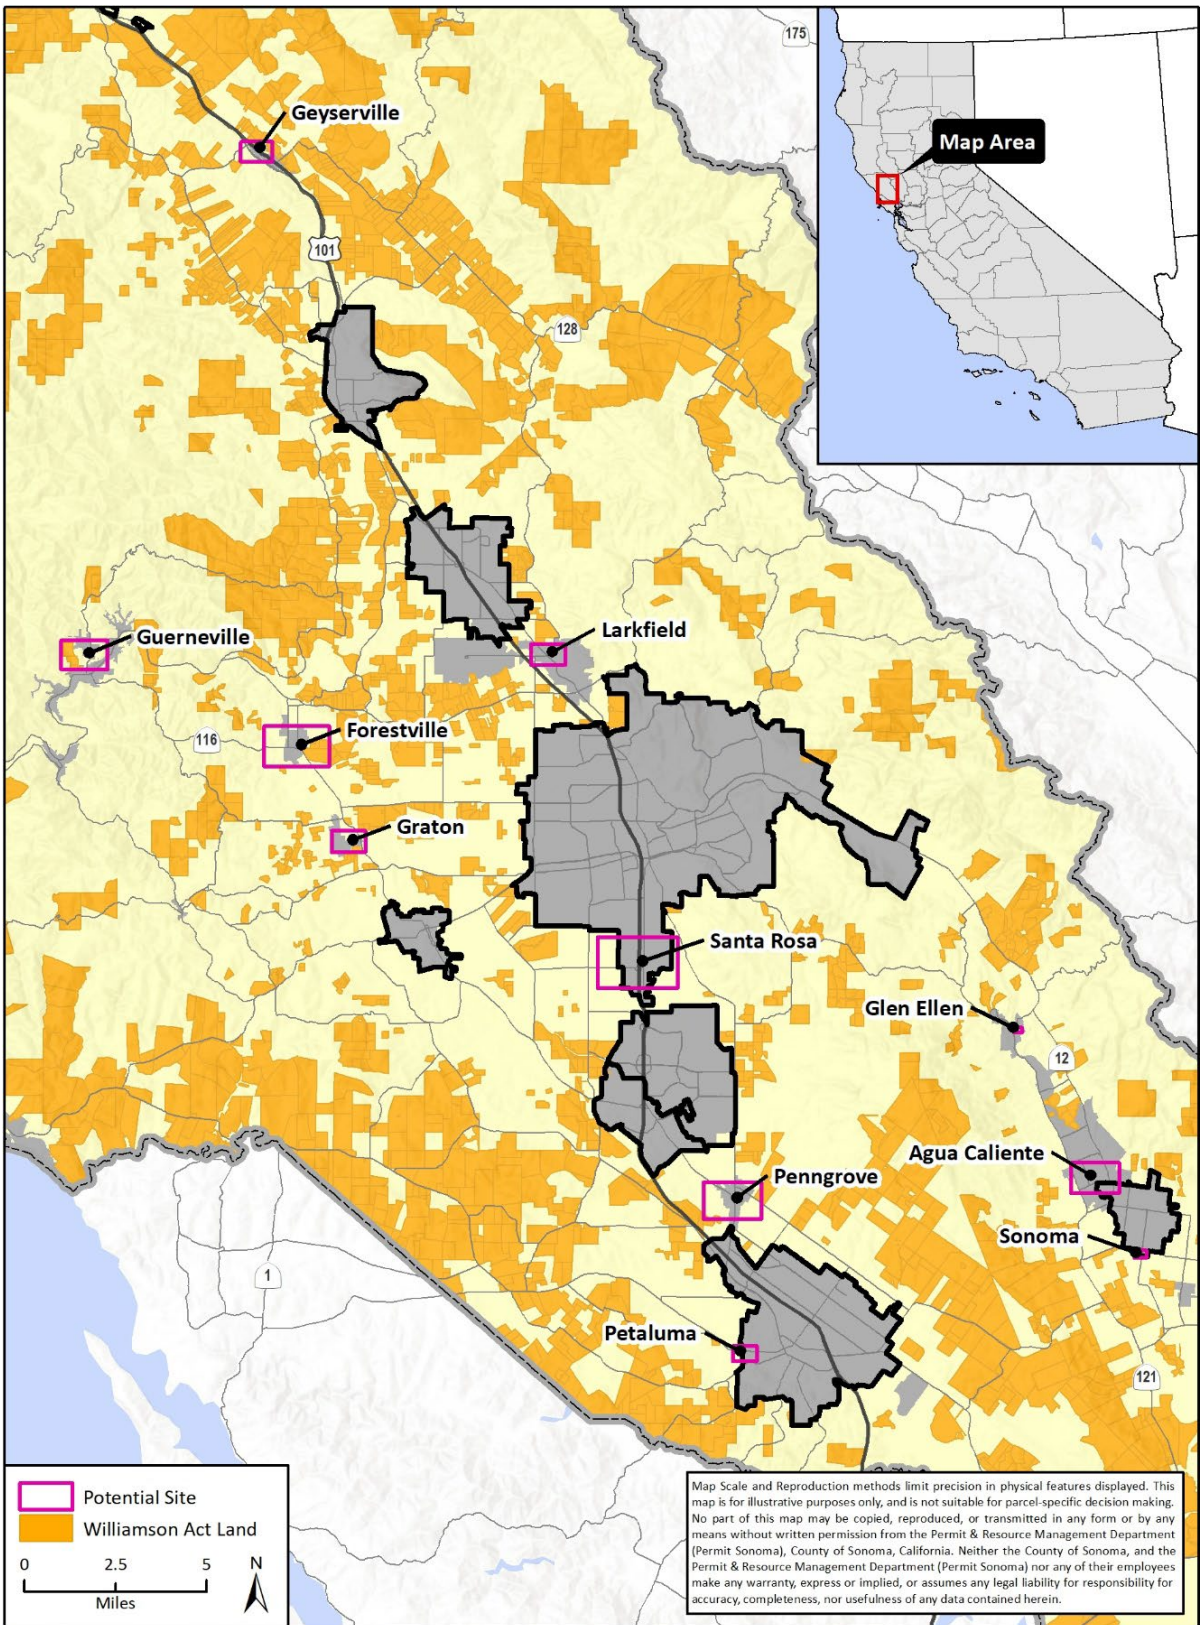 175
Geyserville
Map Area
101
128
Guerneville
Larkfield
Forestville
116
Graton
Santa Rosa
Glen Ellen
12
Agua Caliente
Penngrove
Sonoma
1
Petaluma
121
Potential Site
Williamson Act Land
0 2.5 5 N
Miles
Map Scale and Reproduction methods limit precision in physical features displayed. This
map is for illustrative purposes only, and is not suitable for parcel-specific decision making.
No part of this map may be copied, reproduced, or transmitted in any form or by any
means without written permission from the Permit & Resource Management Department
(Permit Sonoma), County of Sonoma, California. Neither the County of Sonoma, and the
Permit & Resource Management Department (Permit Sonoma) nor any of their employees
make any warranty, express or implied, or assumes any legal liability for responsibility for
accuracy, completeness, nor usefulness of any data contained herein.